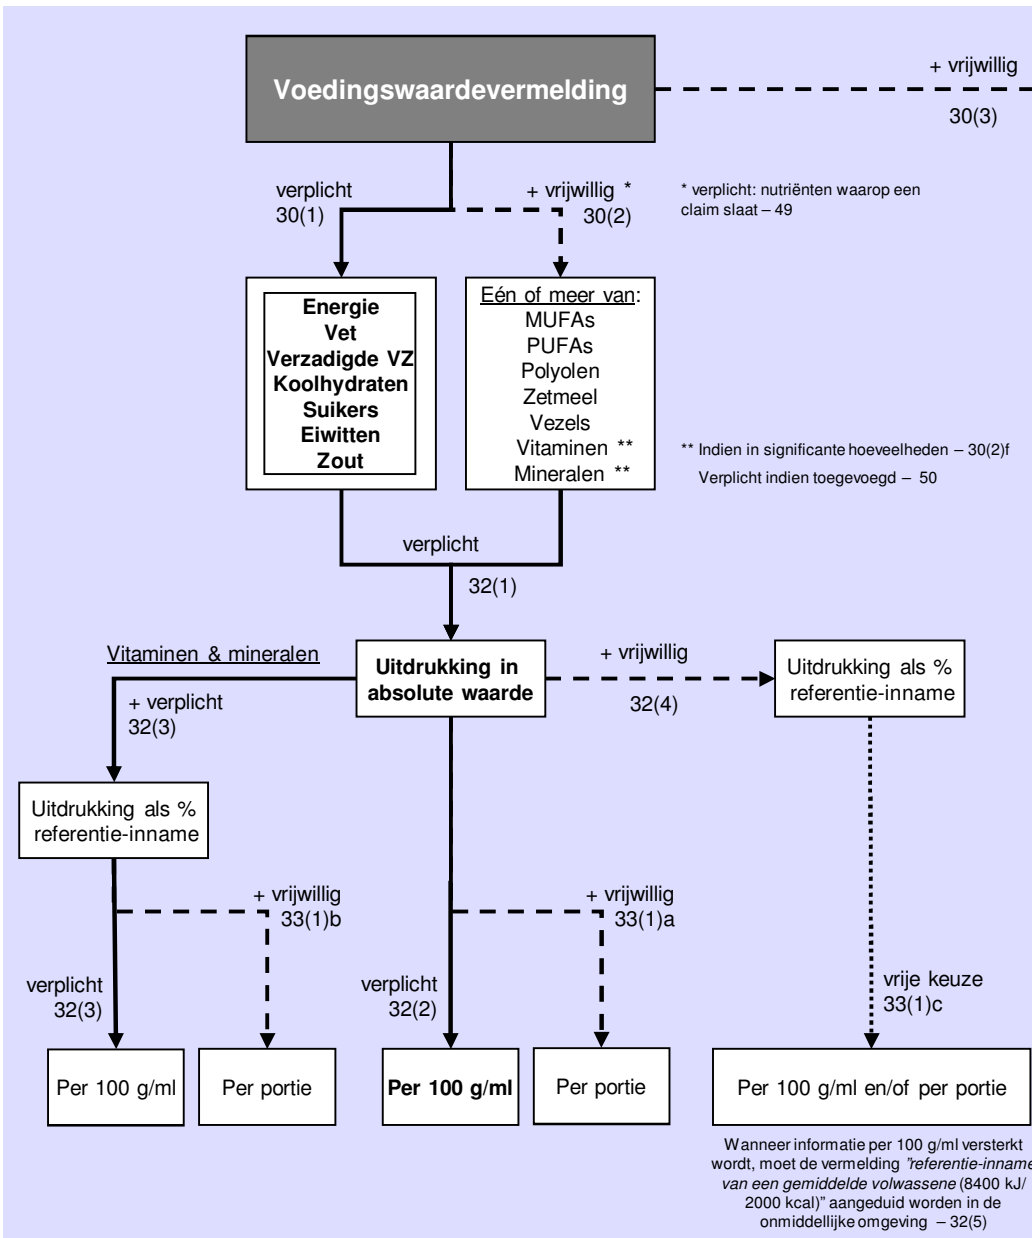 Voedingswaardevermelding
+ vrijwillig
30(3)
verplicht
30(1)
+ vrijwillig *
30(2)
* verplicht: nutriënten waarop een
claim slaat – 49
Energie
Vet
Verzadigde VZ
Koolhydraten
Suikers
Eiwitten
Zout
Eén of meer van:
MUFAs
PUFAs
Polyolen
Zetmeel
Vezels
Vitaminen **
Mineralen **
** Indien in significante hoeveelheden – 30(2)f
Verplicht indien toegevoegd – 50
verplicht
32(1)
Vitaminen & mineralen
+ verplicht
32(3)
Uitdrukking in
absolute waarde
+ vrijwillig
32(4)
Uitdrukking als %
referentie-inname
Uitdrukking als %
referentie-inname
+ vrijwillig
33(1)b
+ vrijwillig
33(1)a
verplicht
32(3)
verplicht
32(2)
vrije keuze
33(1)c
Per 100 g/ml
Per portie
Per 100 g/ml
Per portie
Per 100 g/ml en/of per portie
Wanneer informatie per 100 g/ml versterkt
wordt, moet de vermelding "referentie-inname
van een gemiddelde volwassene (8400 kJ/
2000 kcal)" aangeduid worden in de
onmiddellijke omgeving – 32(5)